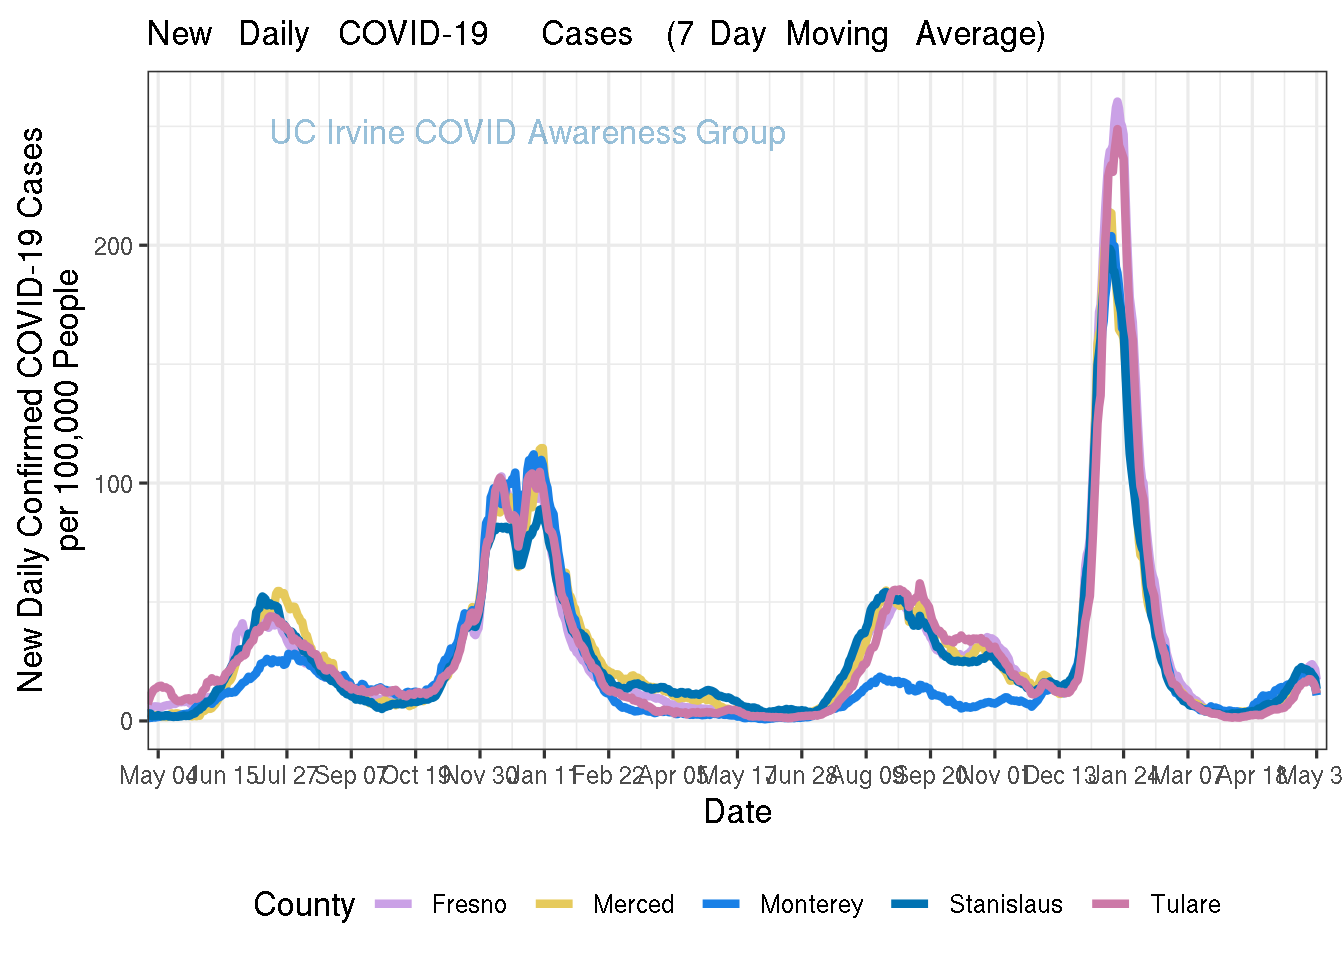 New Daily COVID-19 Cases (7 Day Moving Average)
UC Irvine COVID Awareness Group
New Daily Confirmed COVID-19 Cases
per 100,000 People
200
100
0
May 04 Jun 15 Jul 27 Sep 07 Oct 19 Nov 30 Jan 11 Feb 22 Apr 05 May 17 Jun 28 Aug 09 Sep 20 Nov 01 Dec 13 Jan 24 Mar 07 Apr 18 May 3
Date
County Fresno Merced Monterey Stanislaus Tulare